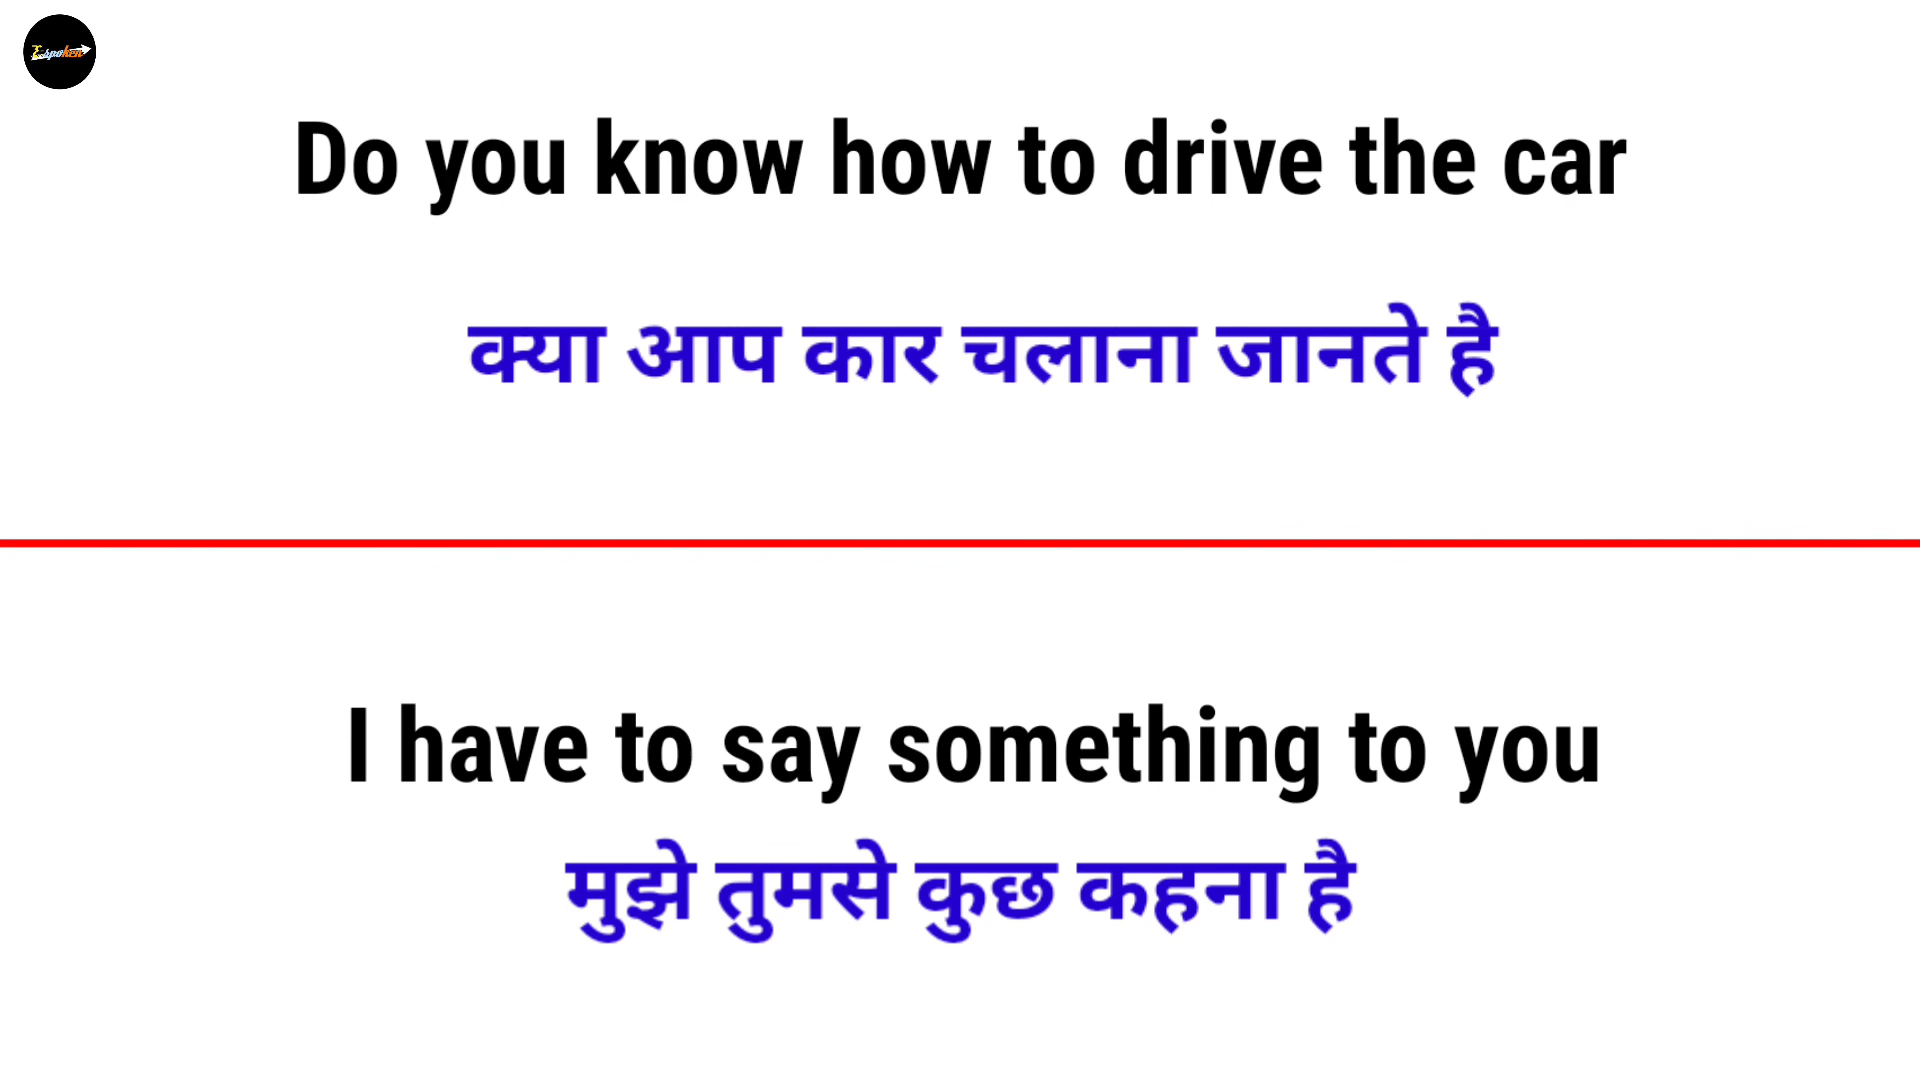 Espoken
Do you know how to drive the car
क्या आप कार चलाना जानते है
I have to say something to you
मुझे तुमसे कुछ कहना है